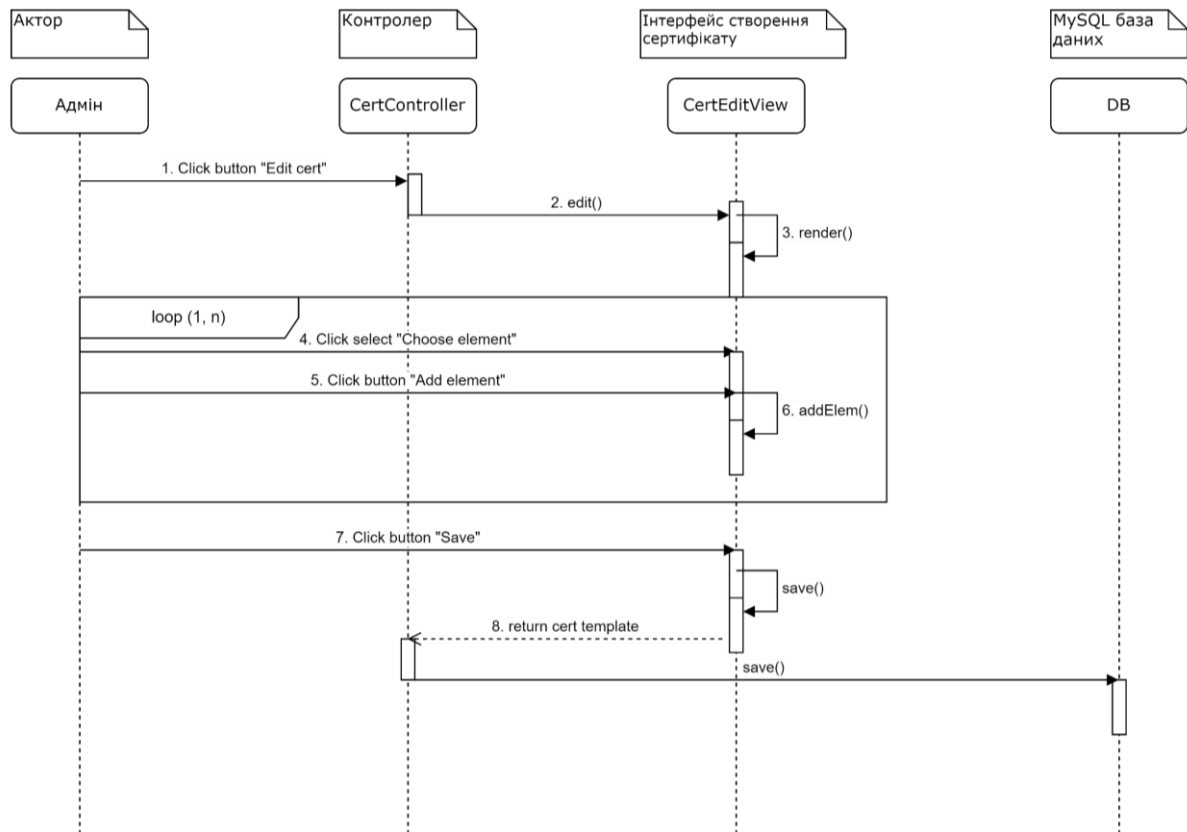 Актор
Контролер
Інтерфейс створення
сертифікату
MySQL база
даних
Адмін
CertController
CertEditView
DB
1. Click button "Edit cert"
2. edit()
3. render()
loop (1, n)
4. Click select "Choose element"
5. Click button "Add element"
6. addElem()
7. Click button "Save"
save()
8. return cert template
save()